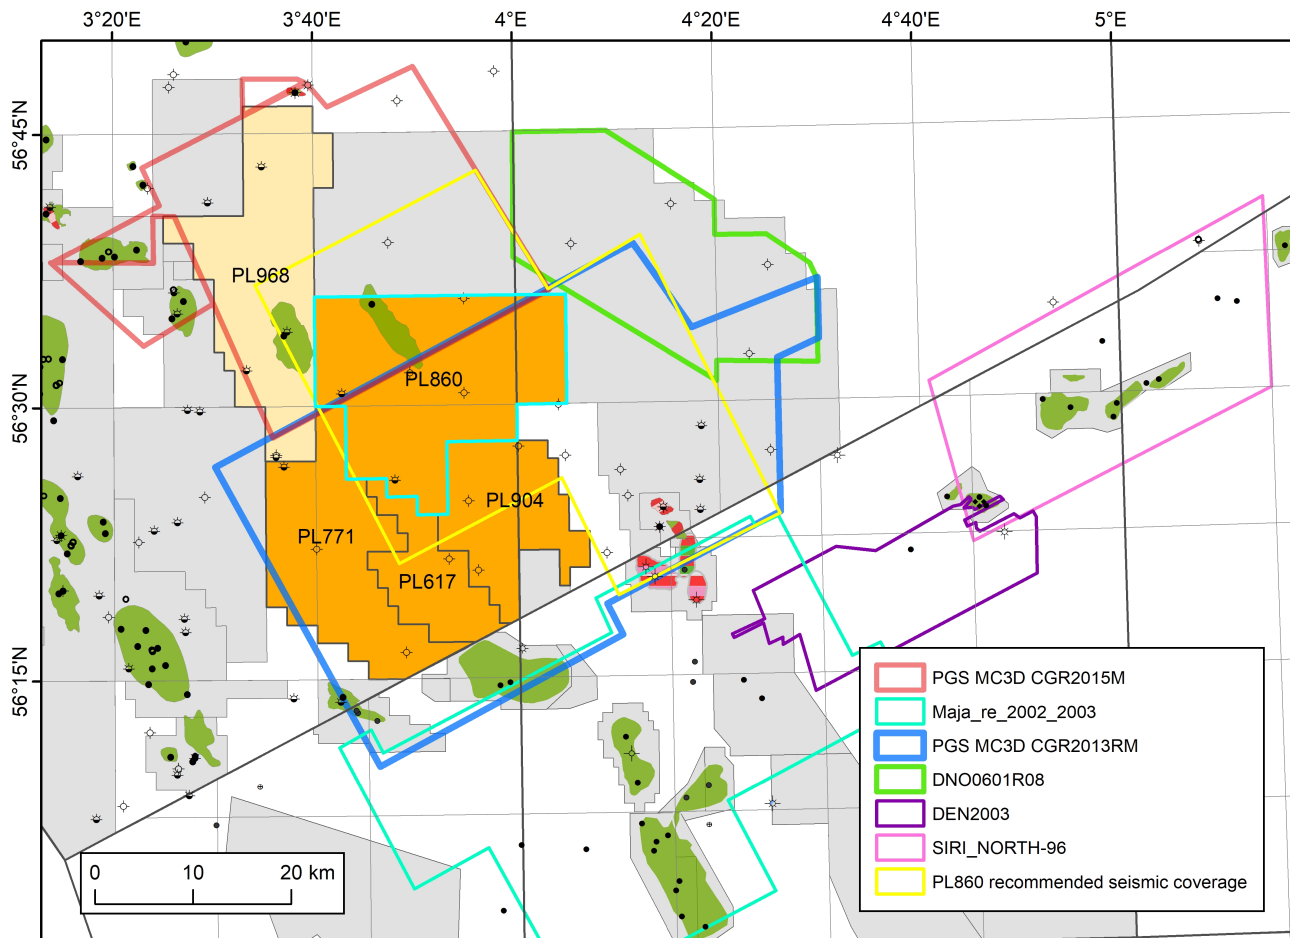 3°20'E
3°40'E
4°E
4°20'E
4°40'E
5°E
56°45'N
56°30'N
56°15'N
PL968
PL860
PL904
PL771
PL617
PGS MC3D CGR2015M
Maja_re_2002_2003
PGS MC3D CGR2013RM
DNO0601R08
DEN2003
SIRI_NORTH-96
PL860 recommended seismic coverage
0 10 20 km